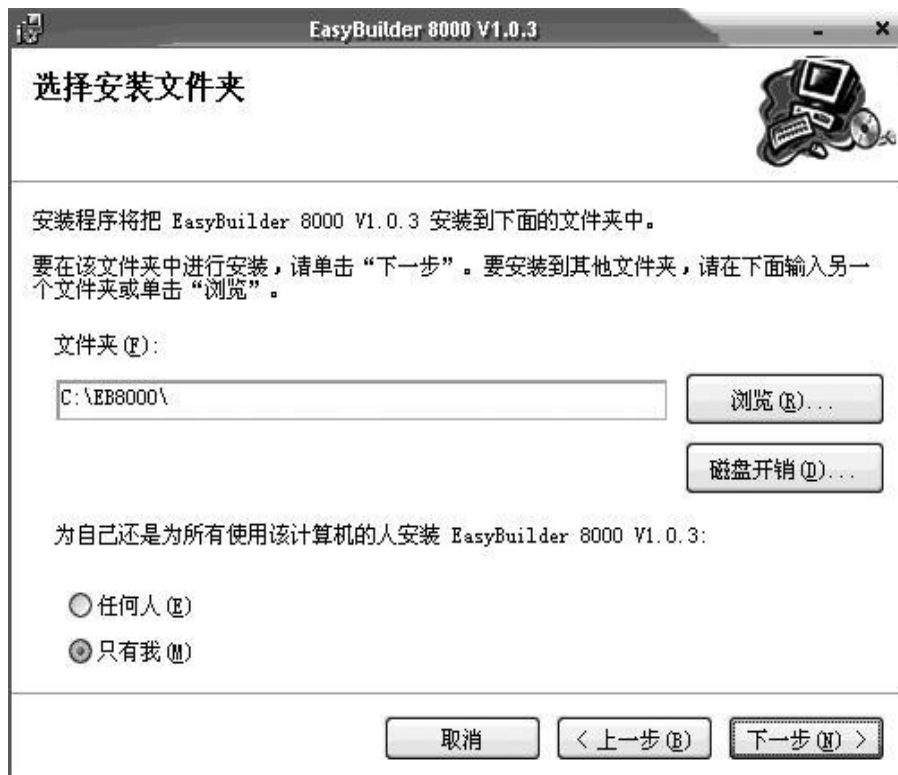 EasyBuilder 8000 V1.0.3
选择安装文件夹
安装程序将把 EasyBuilder 8000 V1.0.3 安装到下面的文件夹中。
要在该文件夹中进行安装，请单击“下一步”。要安装到其他文件夹，请在下面输入另一
个文件夹或单击“浏览”。
文件夹(F):
C:\EB8000\
浏览(R)...
磁盘开销(D)...
为自己还是为所有使用该计算机的人安装 EasyBuilder 8000 V1.0.3:
任何人(E)
只有我(M)
取消
< 上一步(B)
下一步(N) >